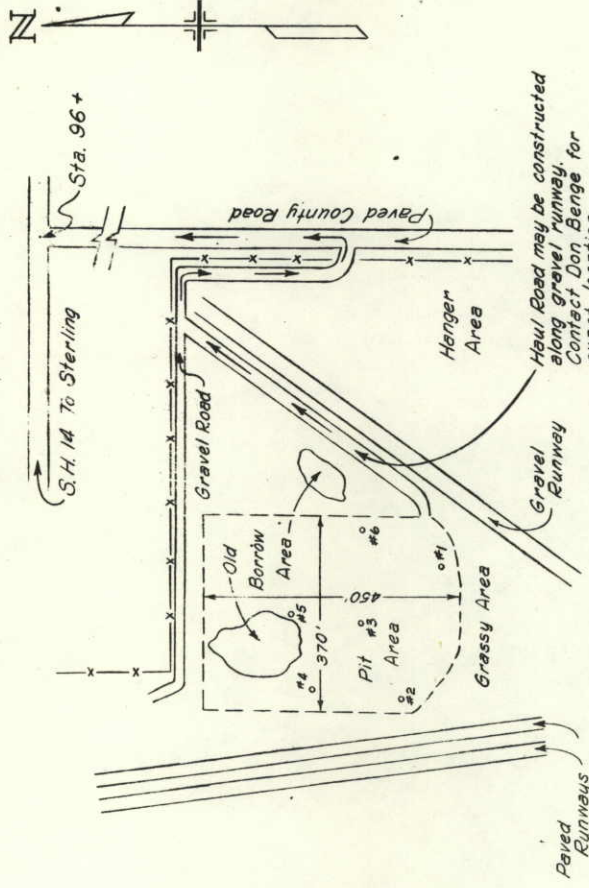 N
Sta. 96+
S.H. 14 To Sterling
Paved County Road
Gravel Road
Old
Borrow
Area
#5
#4
370'
450'
#6
#3
Pit
Area
#2
#1
Grassy Area
Hanger
Area
Haul Road may be constructed
along gravel runway.
Contact Don Benge for
Gravel
Runway
Paved
Runways